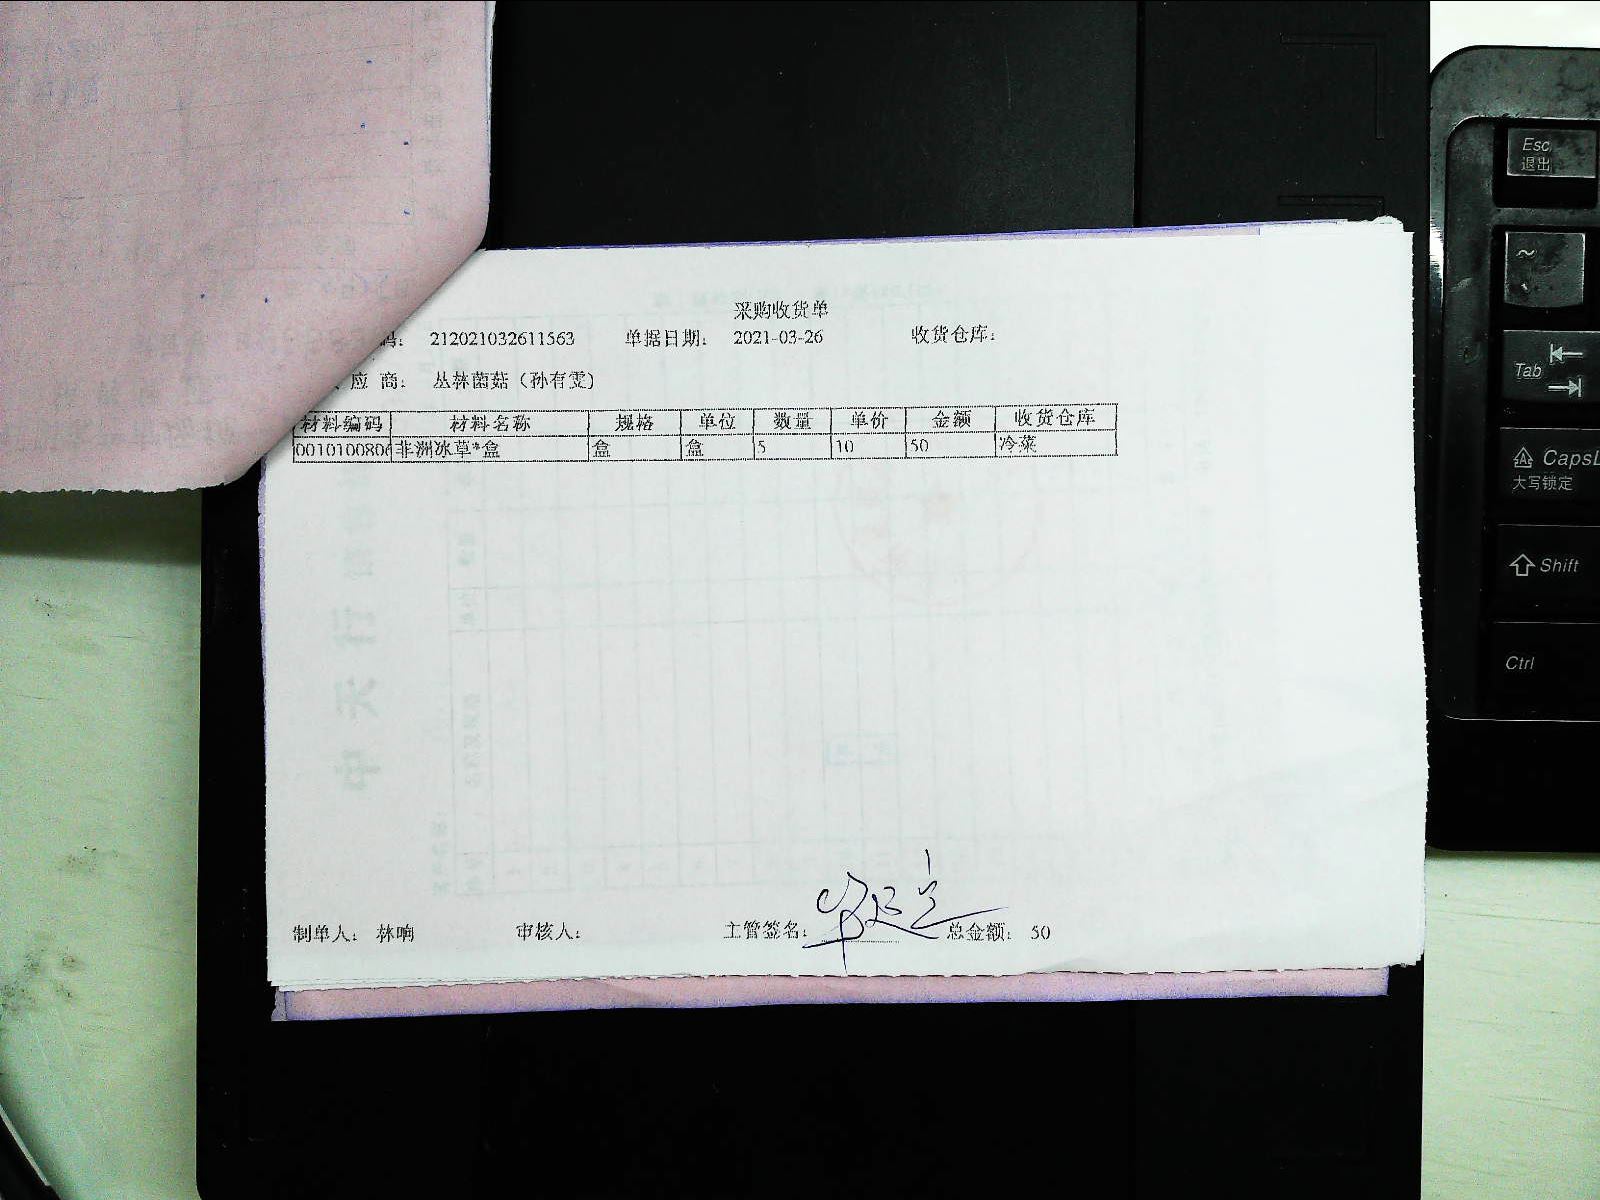 采购收货单
码： 212021032611563 单据日期： 2021-03-26 收货仓库：
应 商： 丛林菌菇（孙有雯）
材料编码 材料名称 规格 单位 数量 单价 金额 收货仓库
0010100806 非洲冰草*盒 盒 盒 5 10 50 冷菜
制单人： 林响 审核人： 主管签名： 总金额： 50
Esc
退出
~
Tab
CapsL
大写锁定
Shift
Ctrl